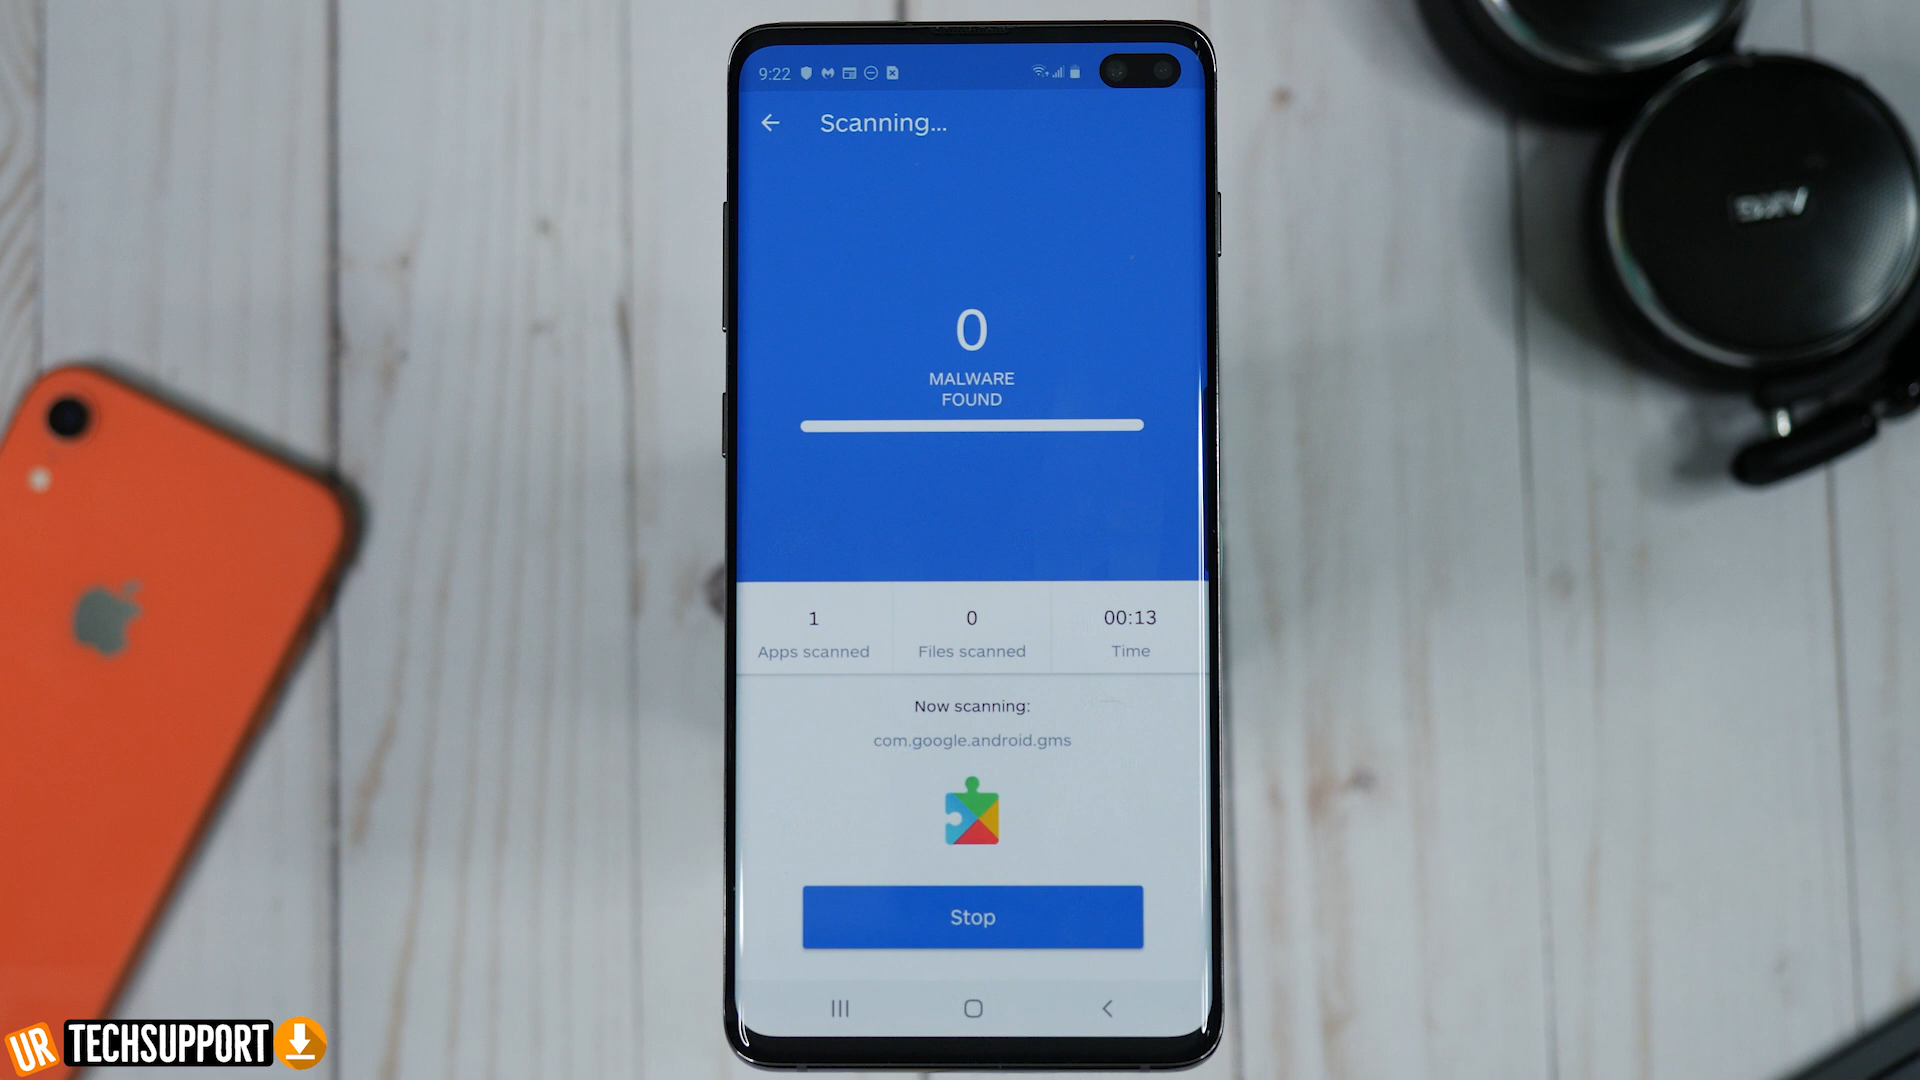 9:22
Scanning...
0
MALWARE
FOUND
1
0
00:13
Apps scanned
Files scanned
Time
Now scanning:
com.google.android.gms
Stop
AKG
UR TECHSUPPORT